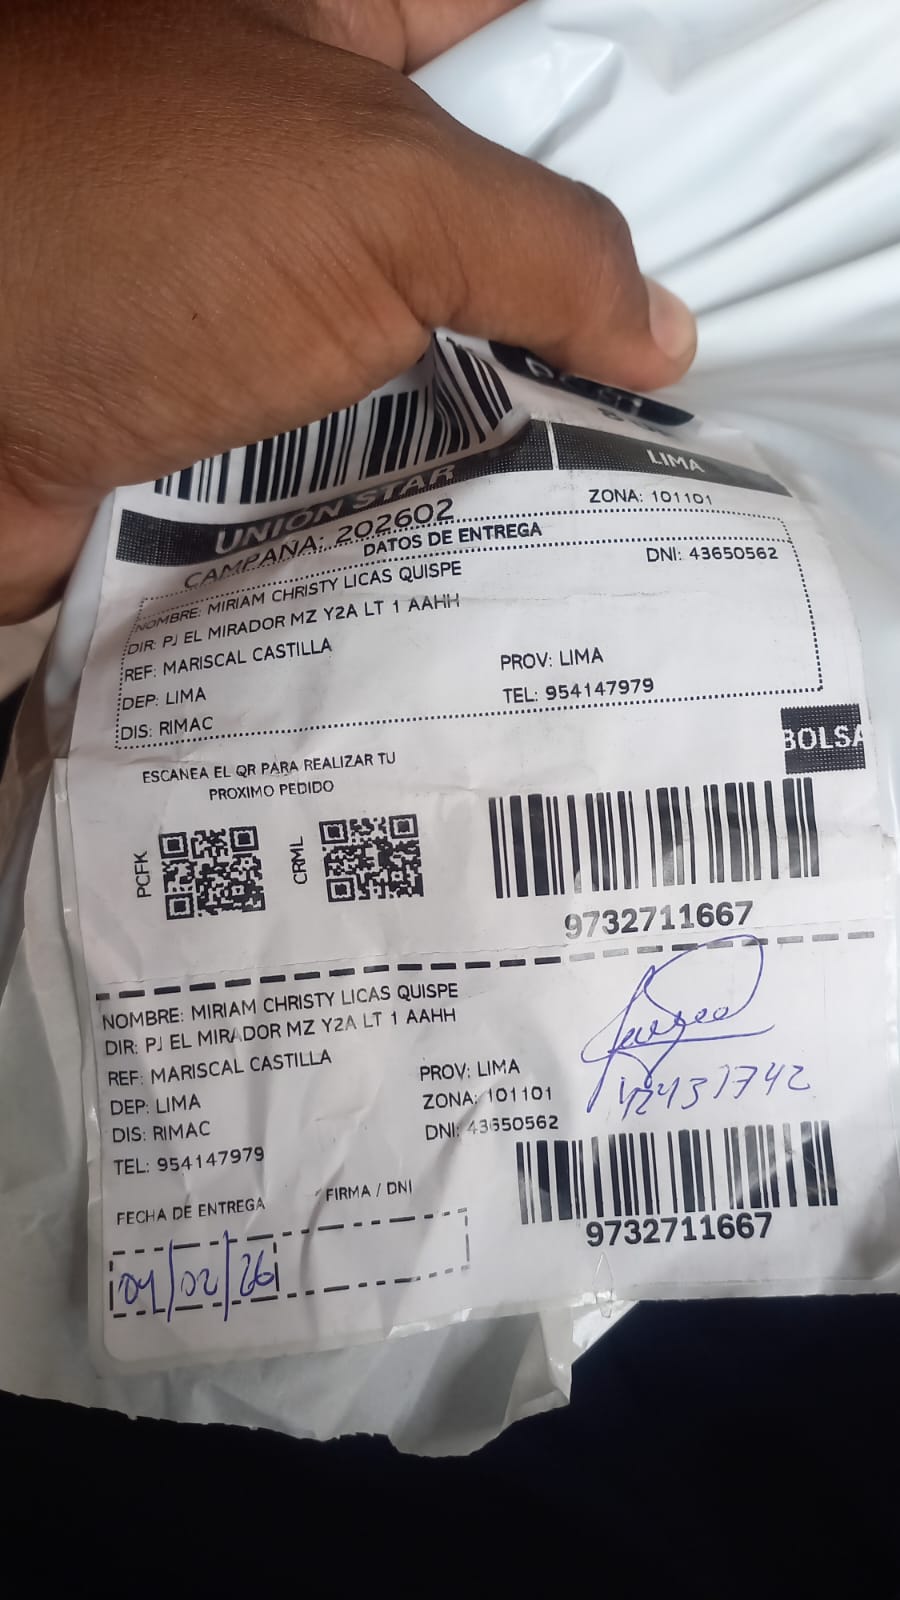 UNIÓN STAR
LIMA
CAMPAÑA: 202602
ZONA: 101101
DATOS DE ENTREGA
NOMBRE: MIRIAM CHRISTY LICAS QUISPE
DNI: 43650562
DIR: PJ EL MIRADOR MZ Y2A LT 1 AAHH
REF: MARISCAL CASTILLA
DEP: LIMA
PROV: LIMA
DIS: RIMAC
TEL: 954147979
BOLSA
ESCANEA EL QR PARA REALIZAR TU
PROXIMO PEDIDO
PCFK
CRML
9732711667
NOMBRE: MIRIAM CHRISTY LICAS QUISPE
DIR: PJ EL MIRADOR MZ Y2A LT 1 AAHH
REF: MARISCAL CASTILLA
PROV: LIMA
DEP: LIMA
ZONA: 101101
DIS: RIMAC
DNI: 43650562
TEL: 954147979
FECHA DE ENTREGA
FIRMA / DNI
9732711667
04/02/26